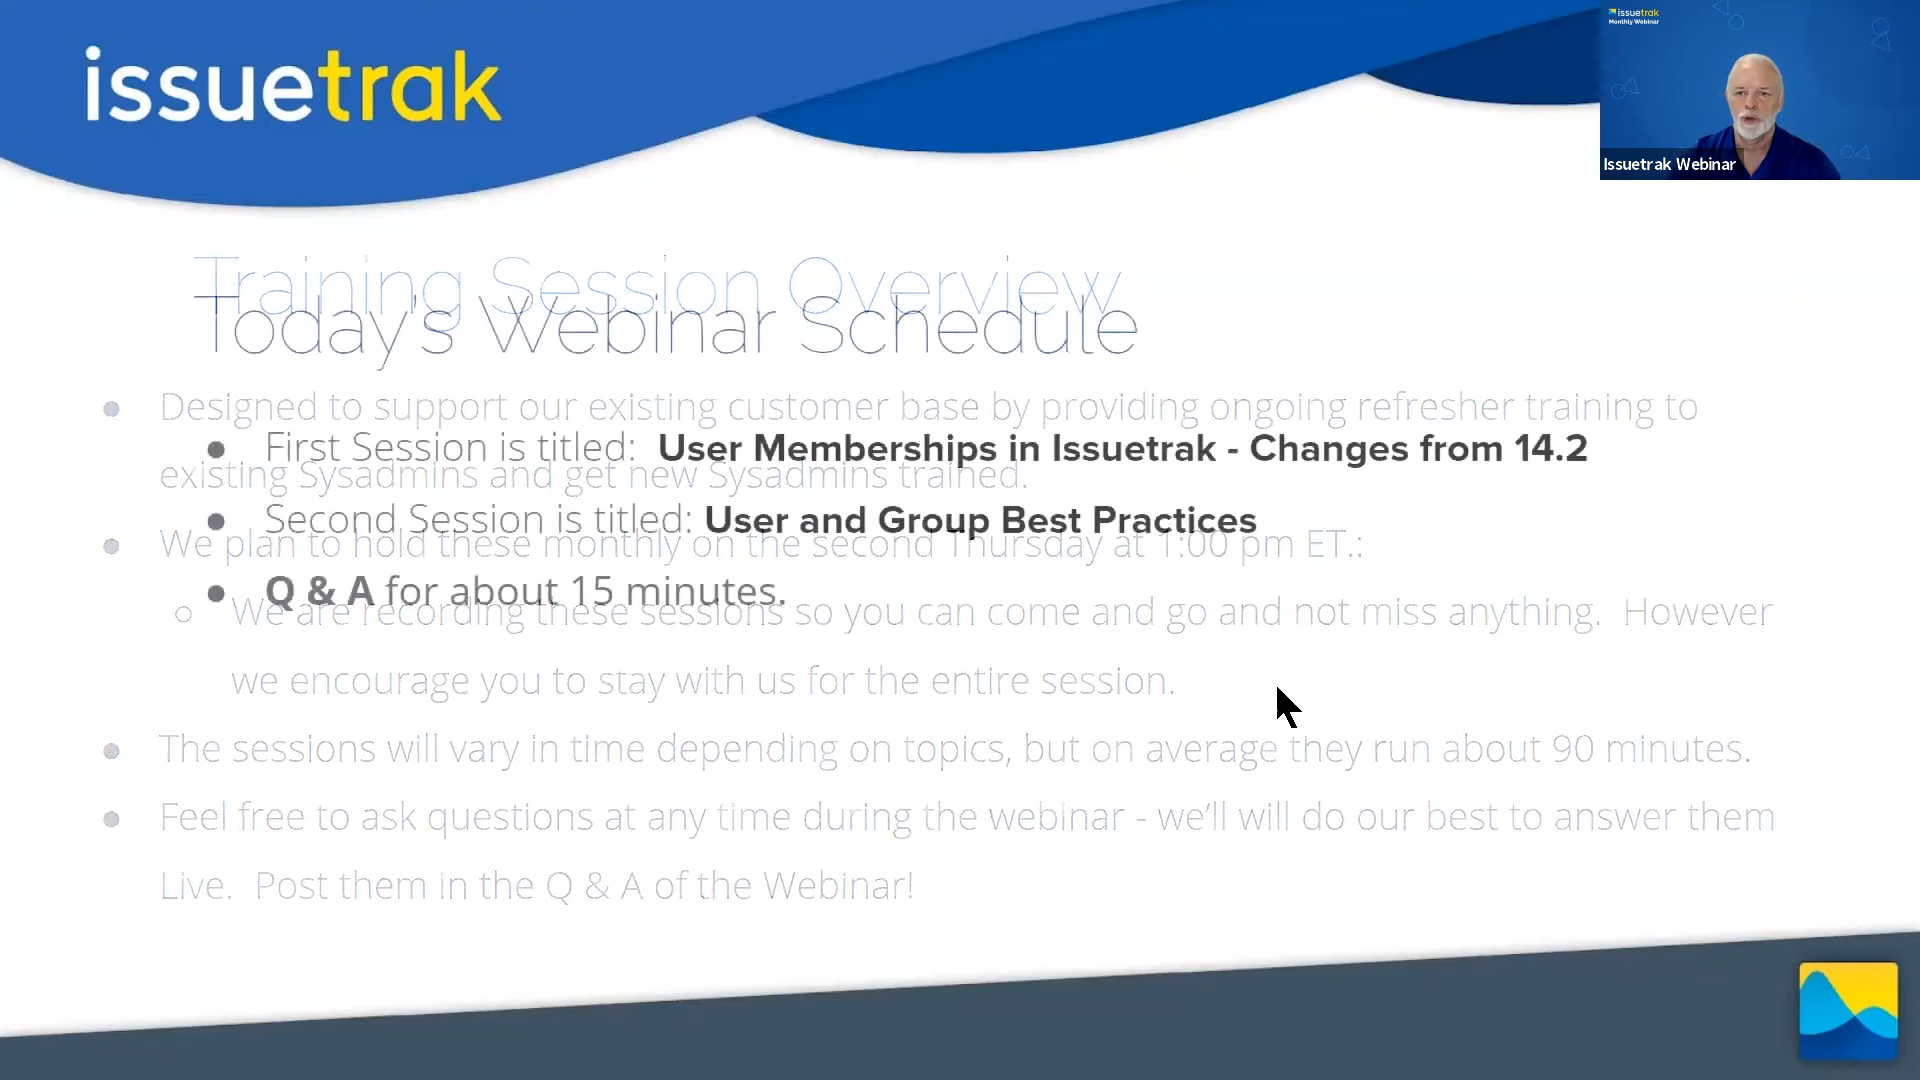 issuetrak
issuetrak
Monthly Webinar
Issuetrak Webinar
Training Session Overview
Today's Webinar Schedule
Designed to support our existing customer base by providing ongoing refresher training to
First Session is titled: User Memberships in Issuetrak - Changes from 14.2
existing Sysadmins and get new Sysadmins trained.
Second Session is titled: User and Group Best Practices
We plan to hold these monthly on the second Thursday at 1:00 pm ET.:
Q & A for about 15 minutes.
We are recording these sessions so you can come and go and not miss anything. However
we encourage you to stay with us for the entire session.
The sessions will vary in time depending on topics, but on average they run about 90 minutes.
Feel free to ask questions at any time during the webinar - we'll will do our best to answer them
Live. Post them in the Q & A of the Webinar!